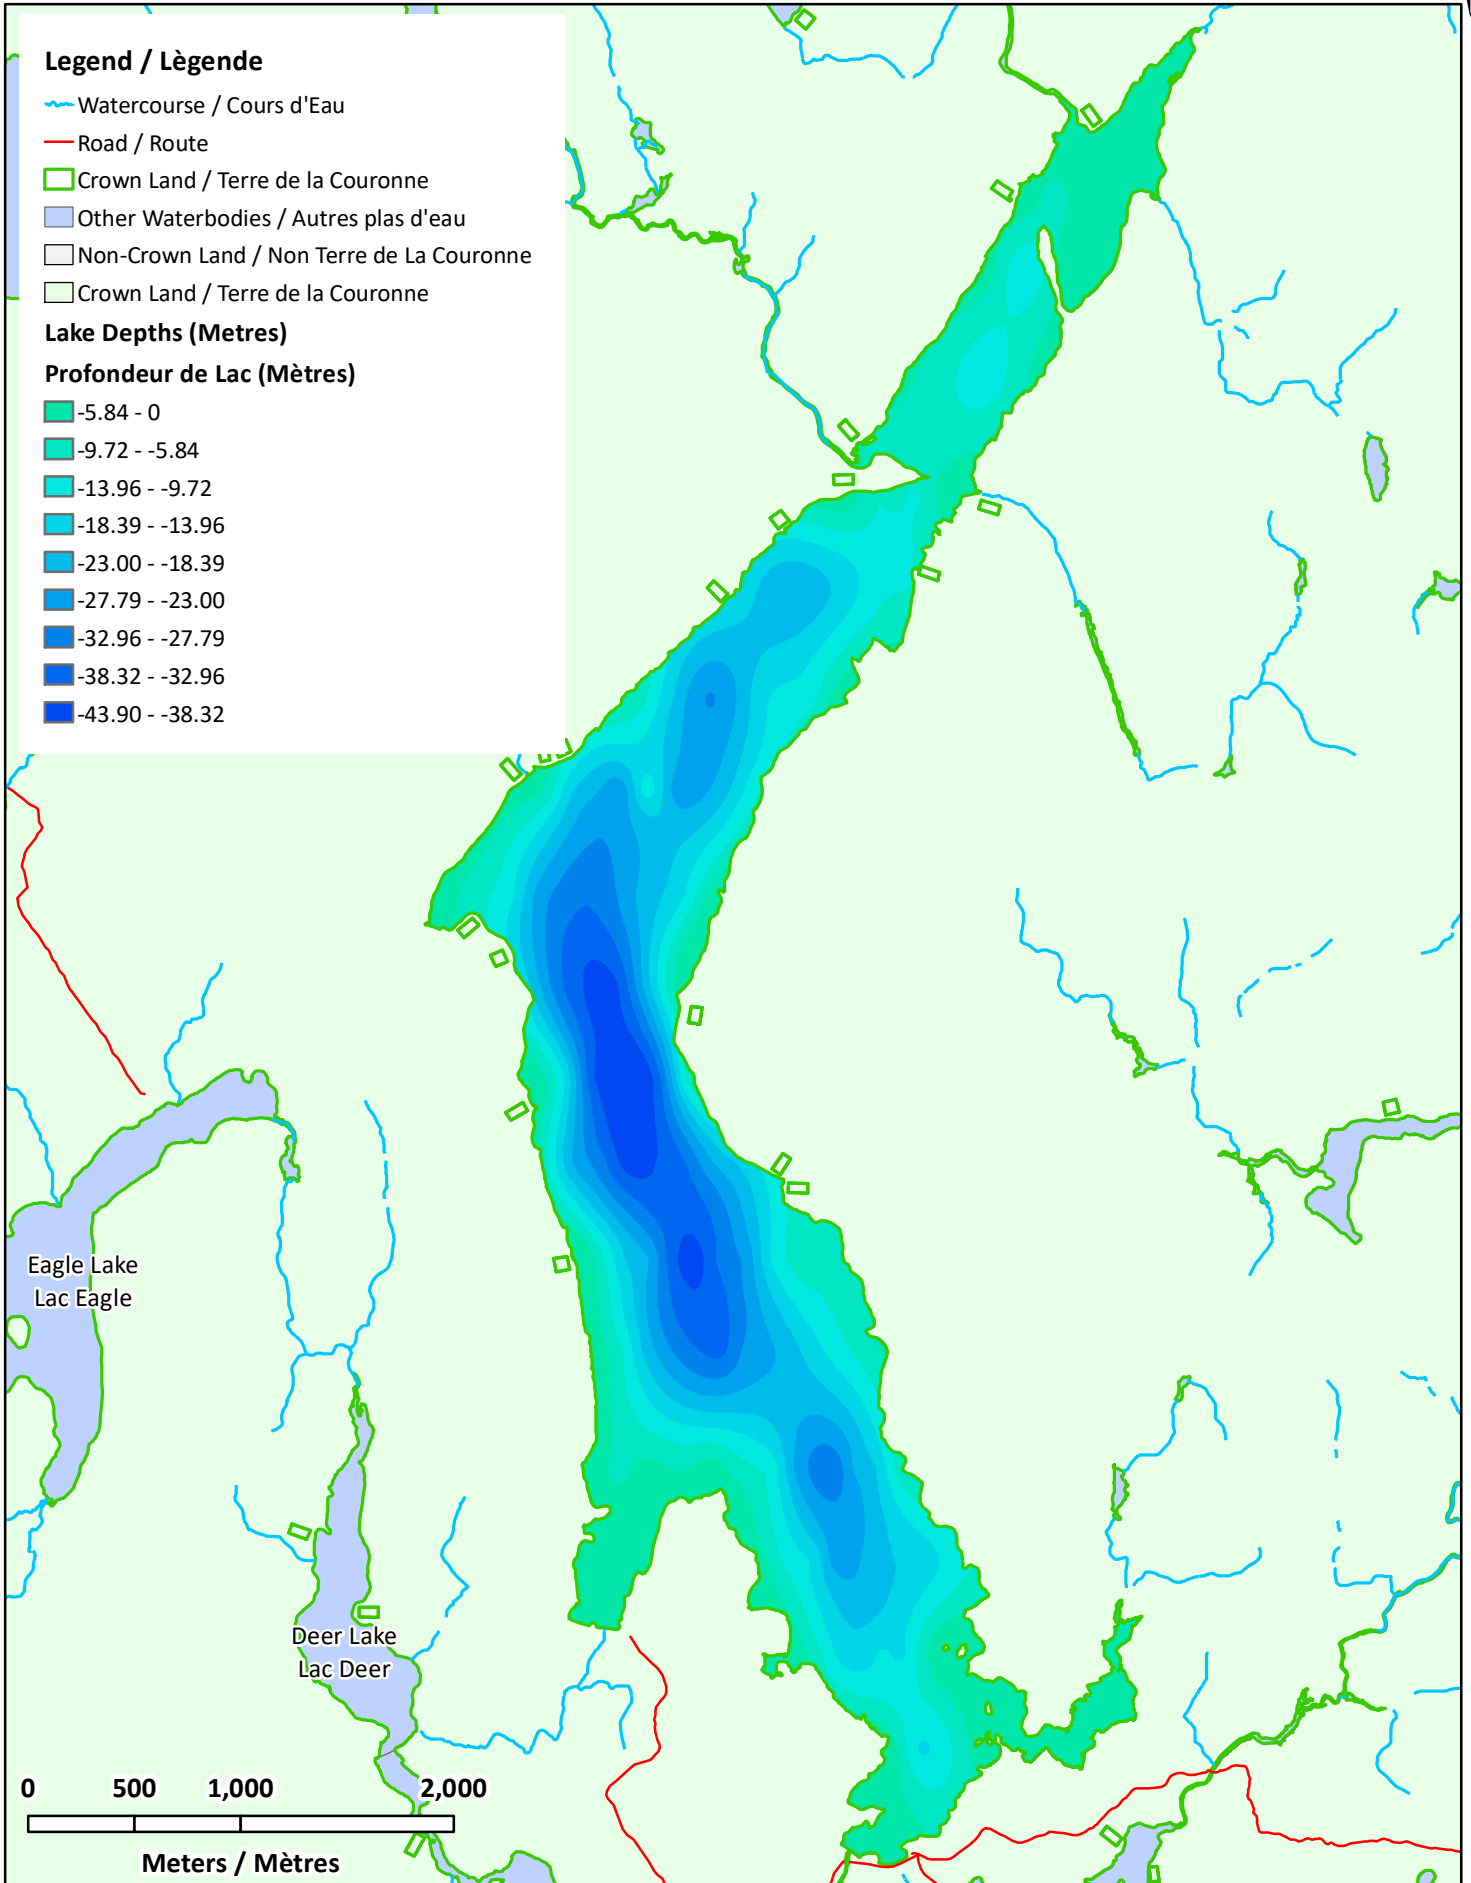 Legend / Lègende
Watercourse / Cours d'Eau
Road / Route
Crown Land / Terre de la Couronne
Other Waterbodies / Autres plas d'eau
Non-Crown Land / Non Terre de La Couronne
Crown Land / Terre de la Couronne
Lake Depths (Metres)
Profondeur de Lac (Mètres)
-5.84 - 0
-9.72 - -5.84
-13.96 - -9.72
-18.39 - -13.96
-23.00 - -18.39
-27.79 - -23.00
-32.96 - -27.79
-38.32 - -32.96
-43.90 - -38.32
Eagle Lake
Lac Eagle
Deer Lake
Lac Deer
0 500 1,000 2,000
Meters / Mètres